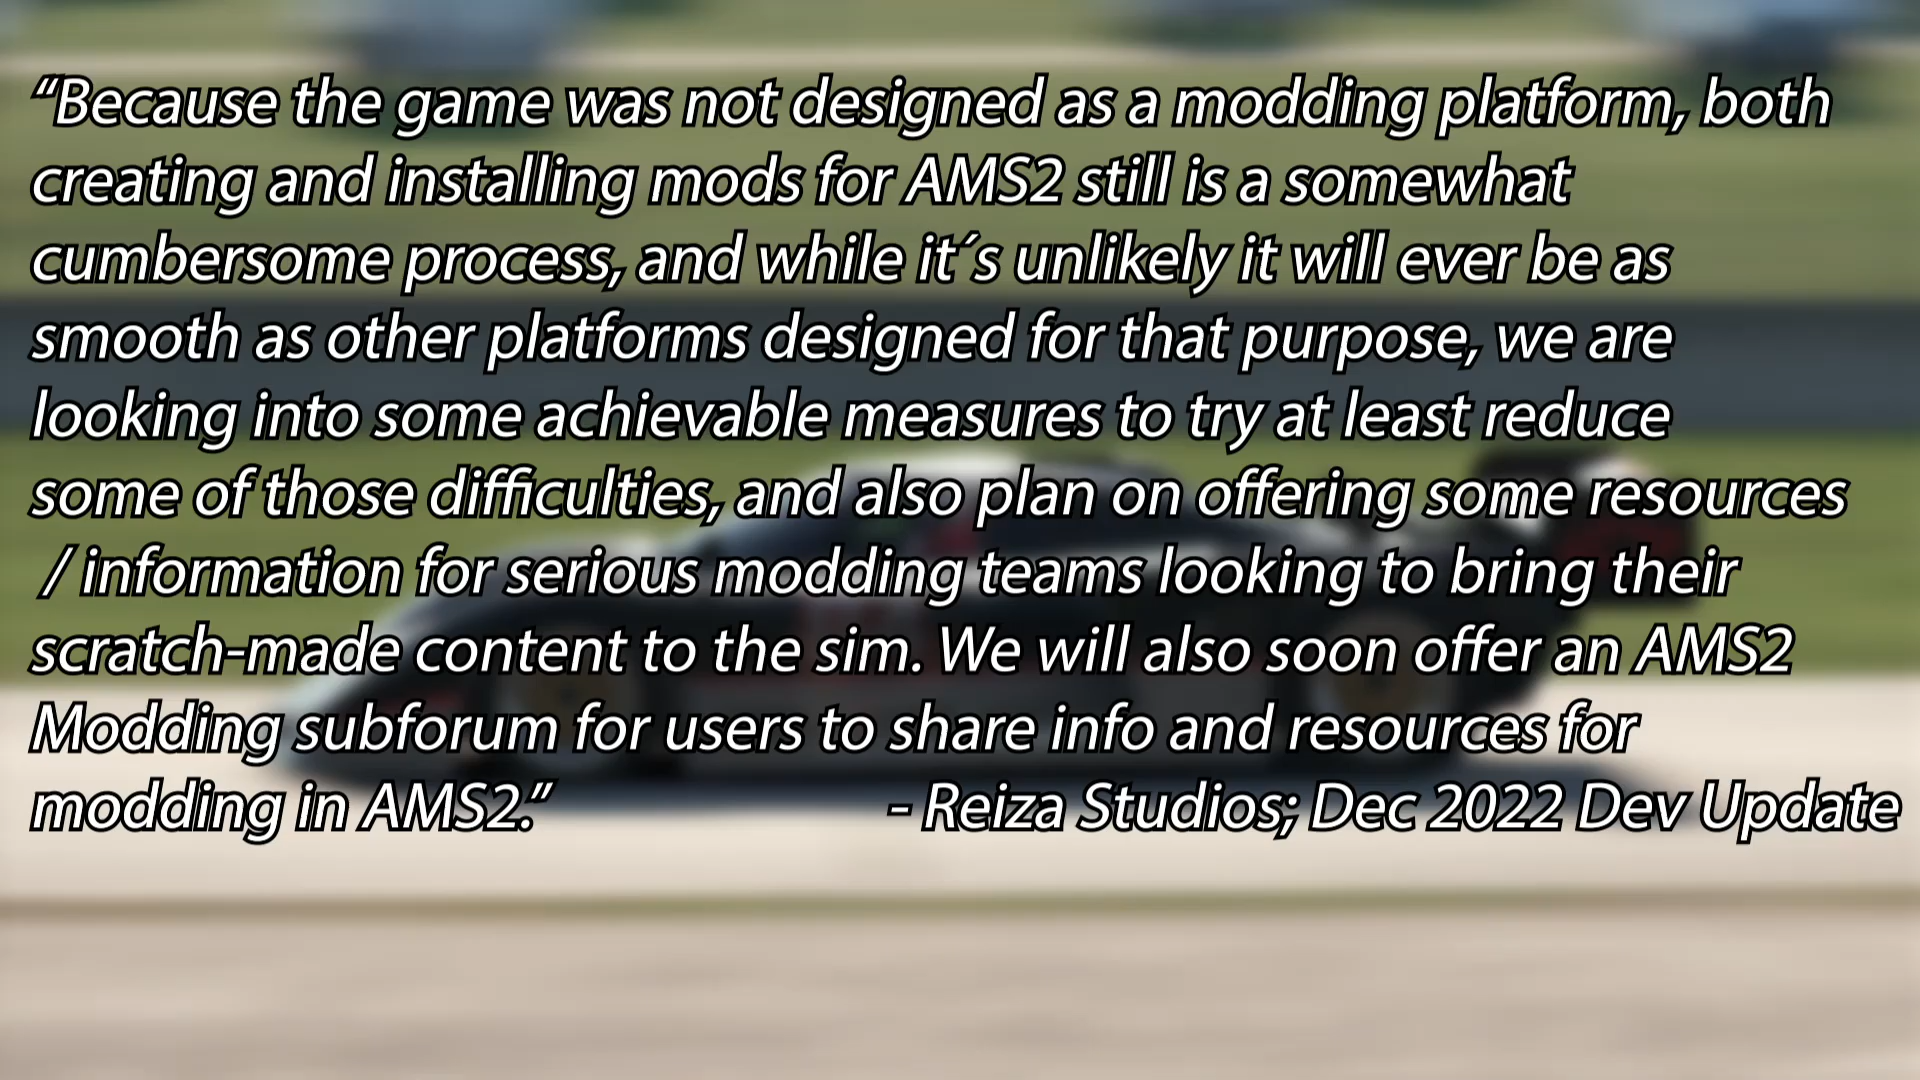 “Because the game was not designed as a modding platform, both
creating and installing mods for AMS2 still is a somewhat
cumbersome process, and while it´s unlikely it will ever be as
smooth as other platforms designed for that purpose, we are
looking into some achievable measures to try at least reduce
some of those difficulties, and also plan on offering some resources
/ information for serious modding teams looking to bring their
scratch-made content to the sim. We will also soon offer an AMS2
Modding subforum for users to share info and resources for
modding in AMS2.” - Reiza Studios; Dec 2022 Dev Update